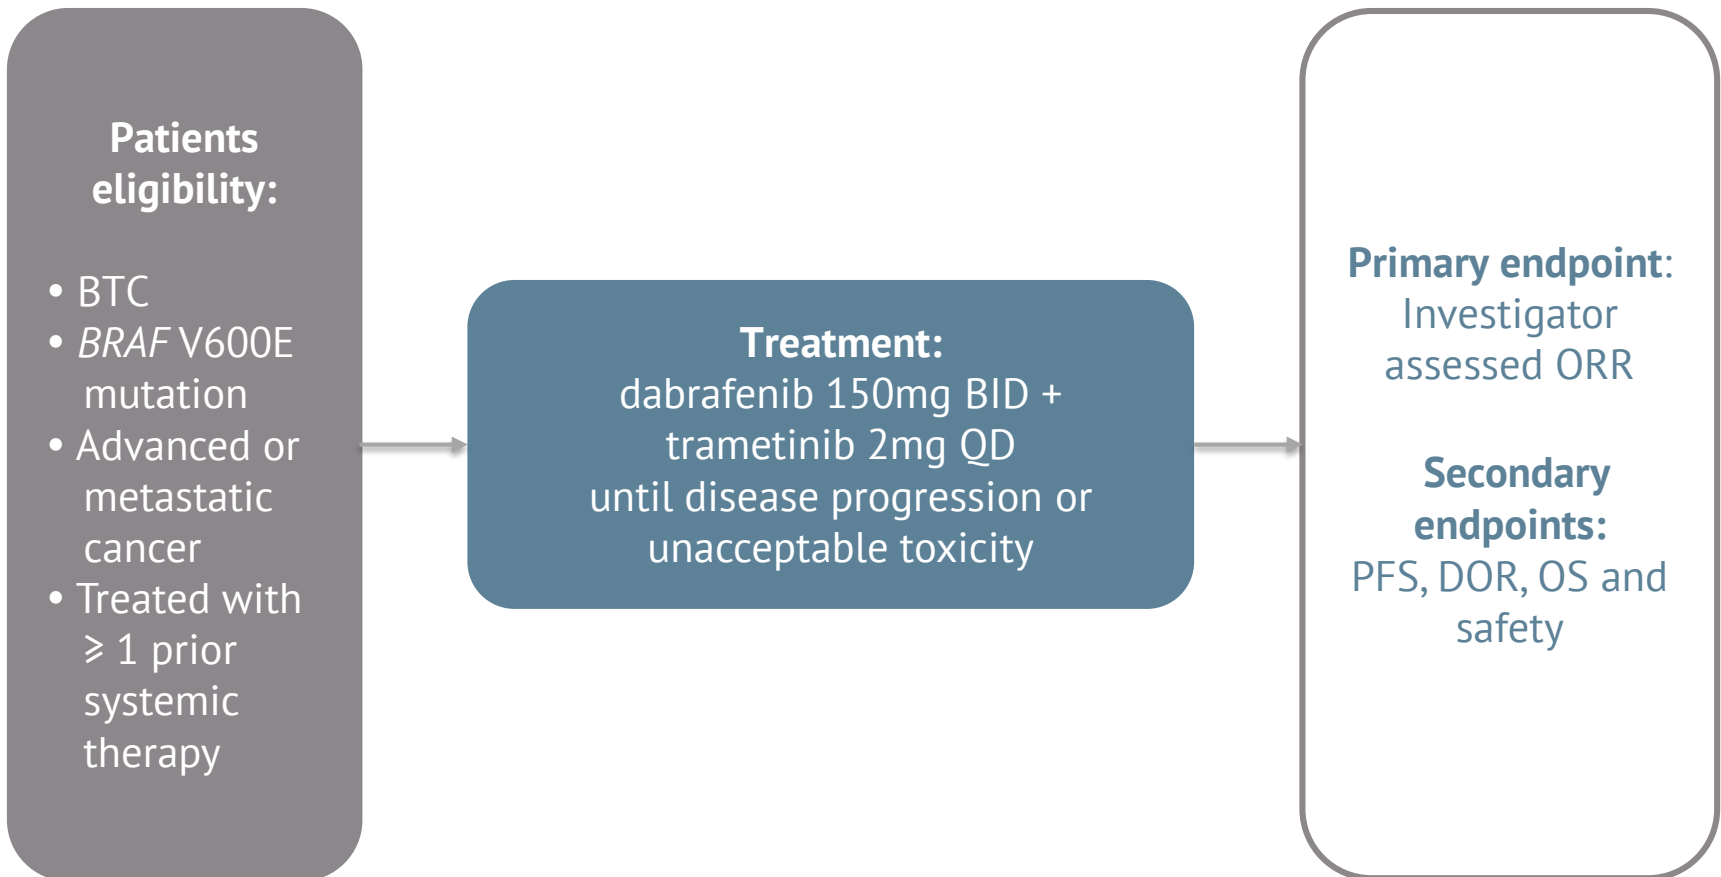 Patients
eligibility:
• BTC
• BRAF V600E
mutation
• Advanced or
metastatic
cancer
• Treated with
⩾ 1 prior
systemic
therapy
Treatment:
dabrafenib 150mg BID +
trametinib 2mg QD
until disease progression or
unacceptable toxicity
Primary endpoint:
Investigator
assessed ORR
Secondary
endpoints:
PFS, DOR, OS and
safety